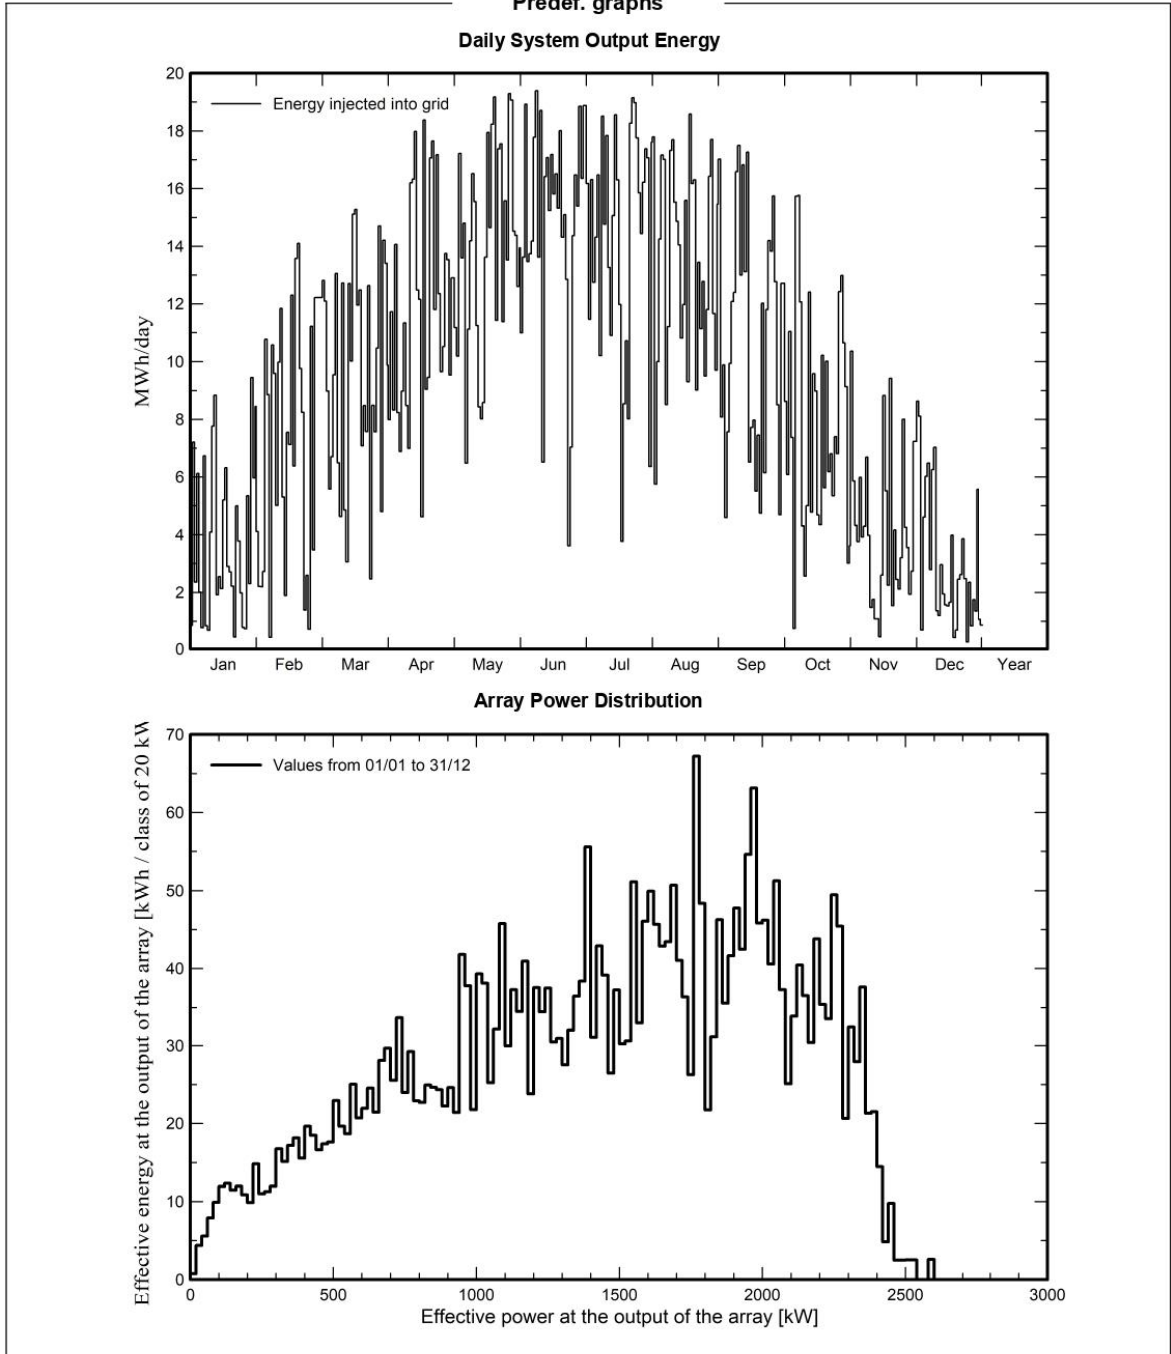 Predef. graphs
Daily System Output Energy
20
Energy injected into grid
18
16
14
12
10
8
6
4
2
0
MWh/day
Jan Feb Mar Apr May Jun Jul Aug Sep Oct Nov Dec Year
Array Power Distribution
70
Values from 01/01 to 31/12
60
50
40
30
20
10
0
Effective energy at the output of the array [kWh / class of 20 kW
0 500 1000 1500 2000 2500 3000
Effective power at the output of the array [kW]